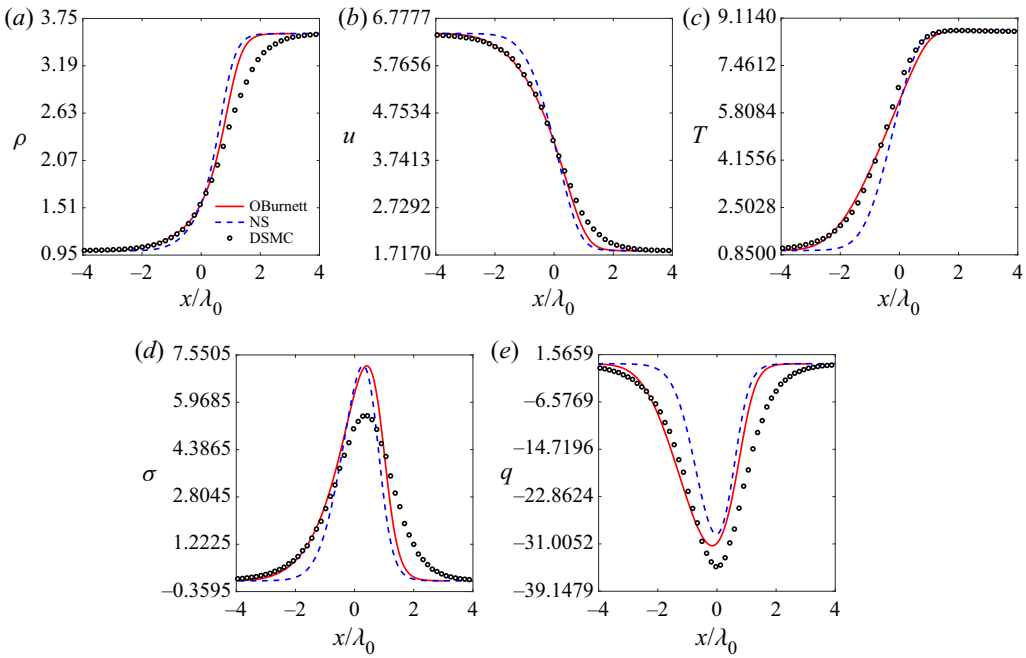 (a)
3.75
3.19
2.63
2.07
1.51
0.95
ρ
OBurnett
NS
DSMC
−4 −2 0 2 4
x/λ0
(b)
6.7777
5.7656
4.7534
3.7413
2.7292
1.7170
u
−4 −2 0 2 4
x/λ0
(c)
9.1140
7.4612
5.8084
4.1556
2.5028
0.8500
T
−4 −2 0 2 4
x/λ0
(d)
7.5505
5.9685
4.3865
2.8045
1.2225
−0.3595
σ
−4 −2 0 2 4
x/λ0
(e)
1.5659
−6.5769
−14.7196
−22.8624
−31.0052
−39.1479
q
−4 −2 0 2 4
x/λ0